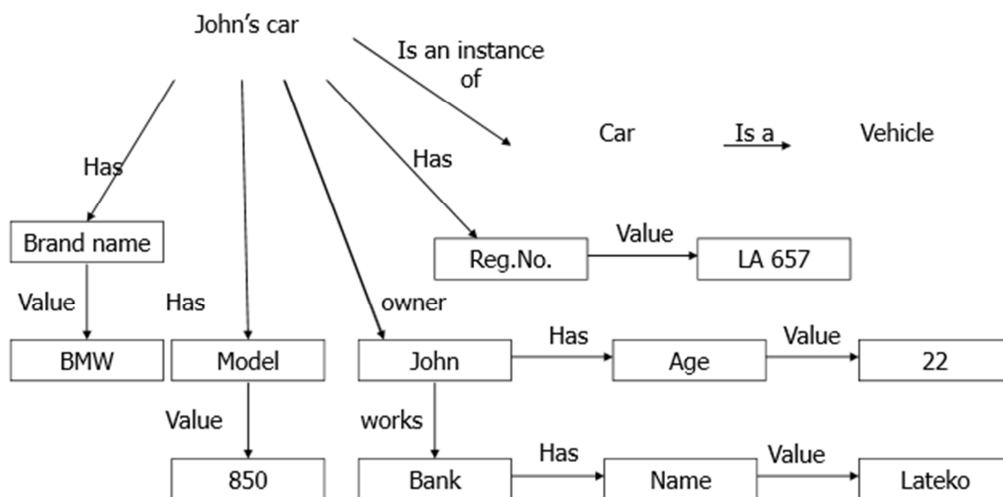 John’s car
Is an instance
of
Car
Is a
Vehicle
Has
Has
Brand name
Value
Reg.No.
LA 657
Value
Has
owner
BMW
Model
John
Has
Age
Value
22
Value
works
850
Bank
Has
Name
Value
Lateko